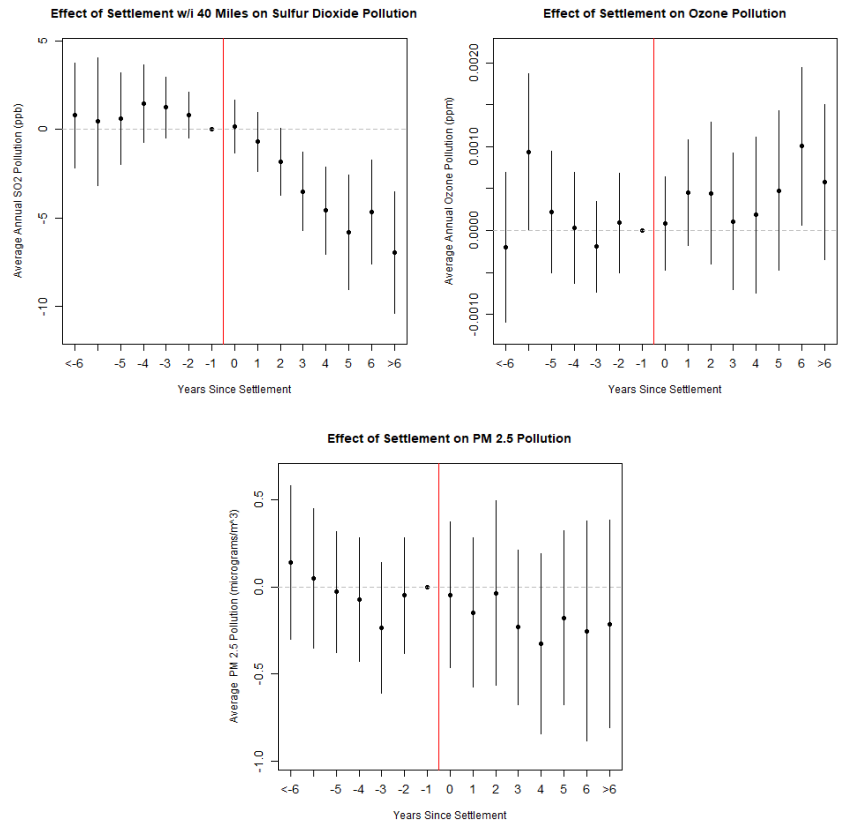 Effect of Settlement w/i 40 Miles on Sulfur Dioxide Pollution
Average Annual SO2 Pollution (ppb)
5
0
-5
-10
<-6 -5 -4 -3 -2 -1 0 1 2 3 4 5 6 >6
Years Since Settlement
Effect of Settlement on Ozone Pollution
Average Annual Ozone Pollution (ppm)
0.0020
0.0010
0.0000
-0.0010
<-6 -5 -4 -3 -2 -1 0 1 2 3 4 5 6 >6
Years Since Settlement
Effect of Settlement on PM 2.5 Pollution
Average PM 2.5 Pollution (micrograms/m^3)
0.5
0.0
-0.5
-1.0
<-6 -5 -4 -3 -2 -1 0 1 2 3 4 5 6 >6
Years Since Settlement